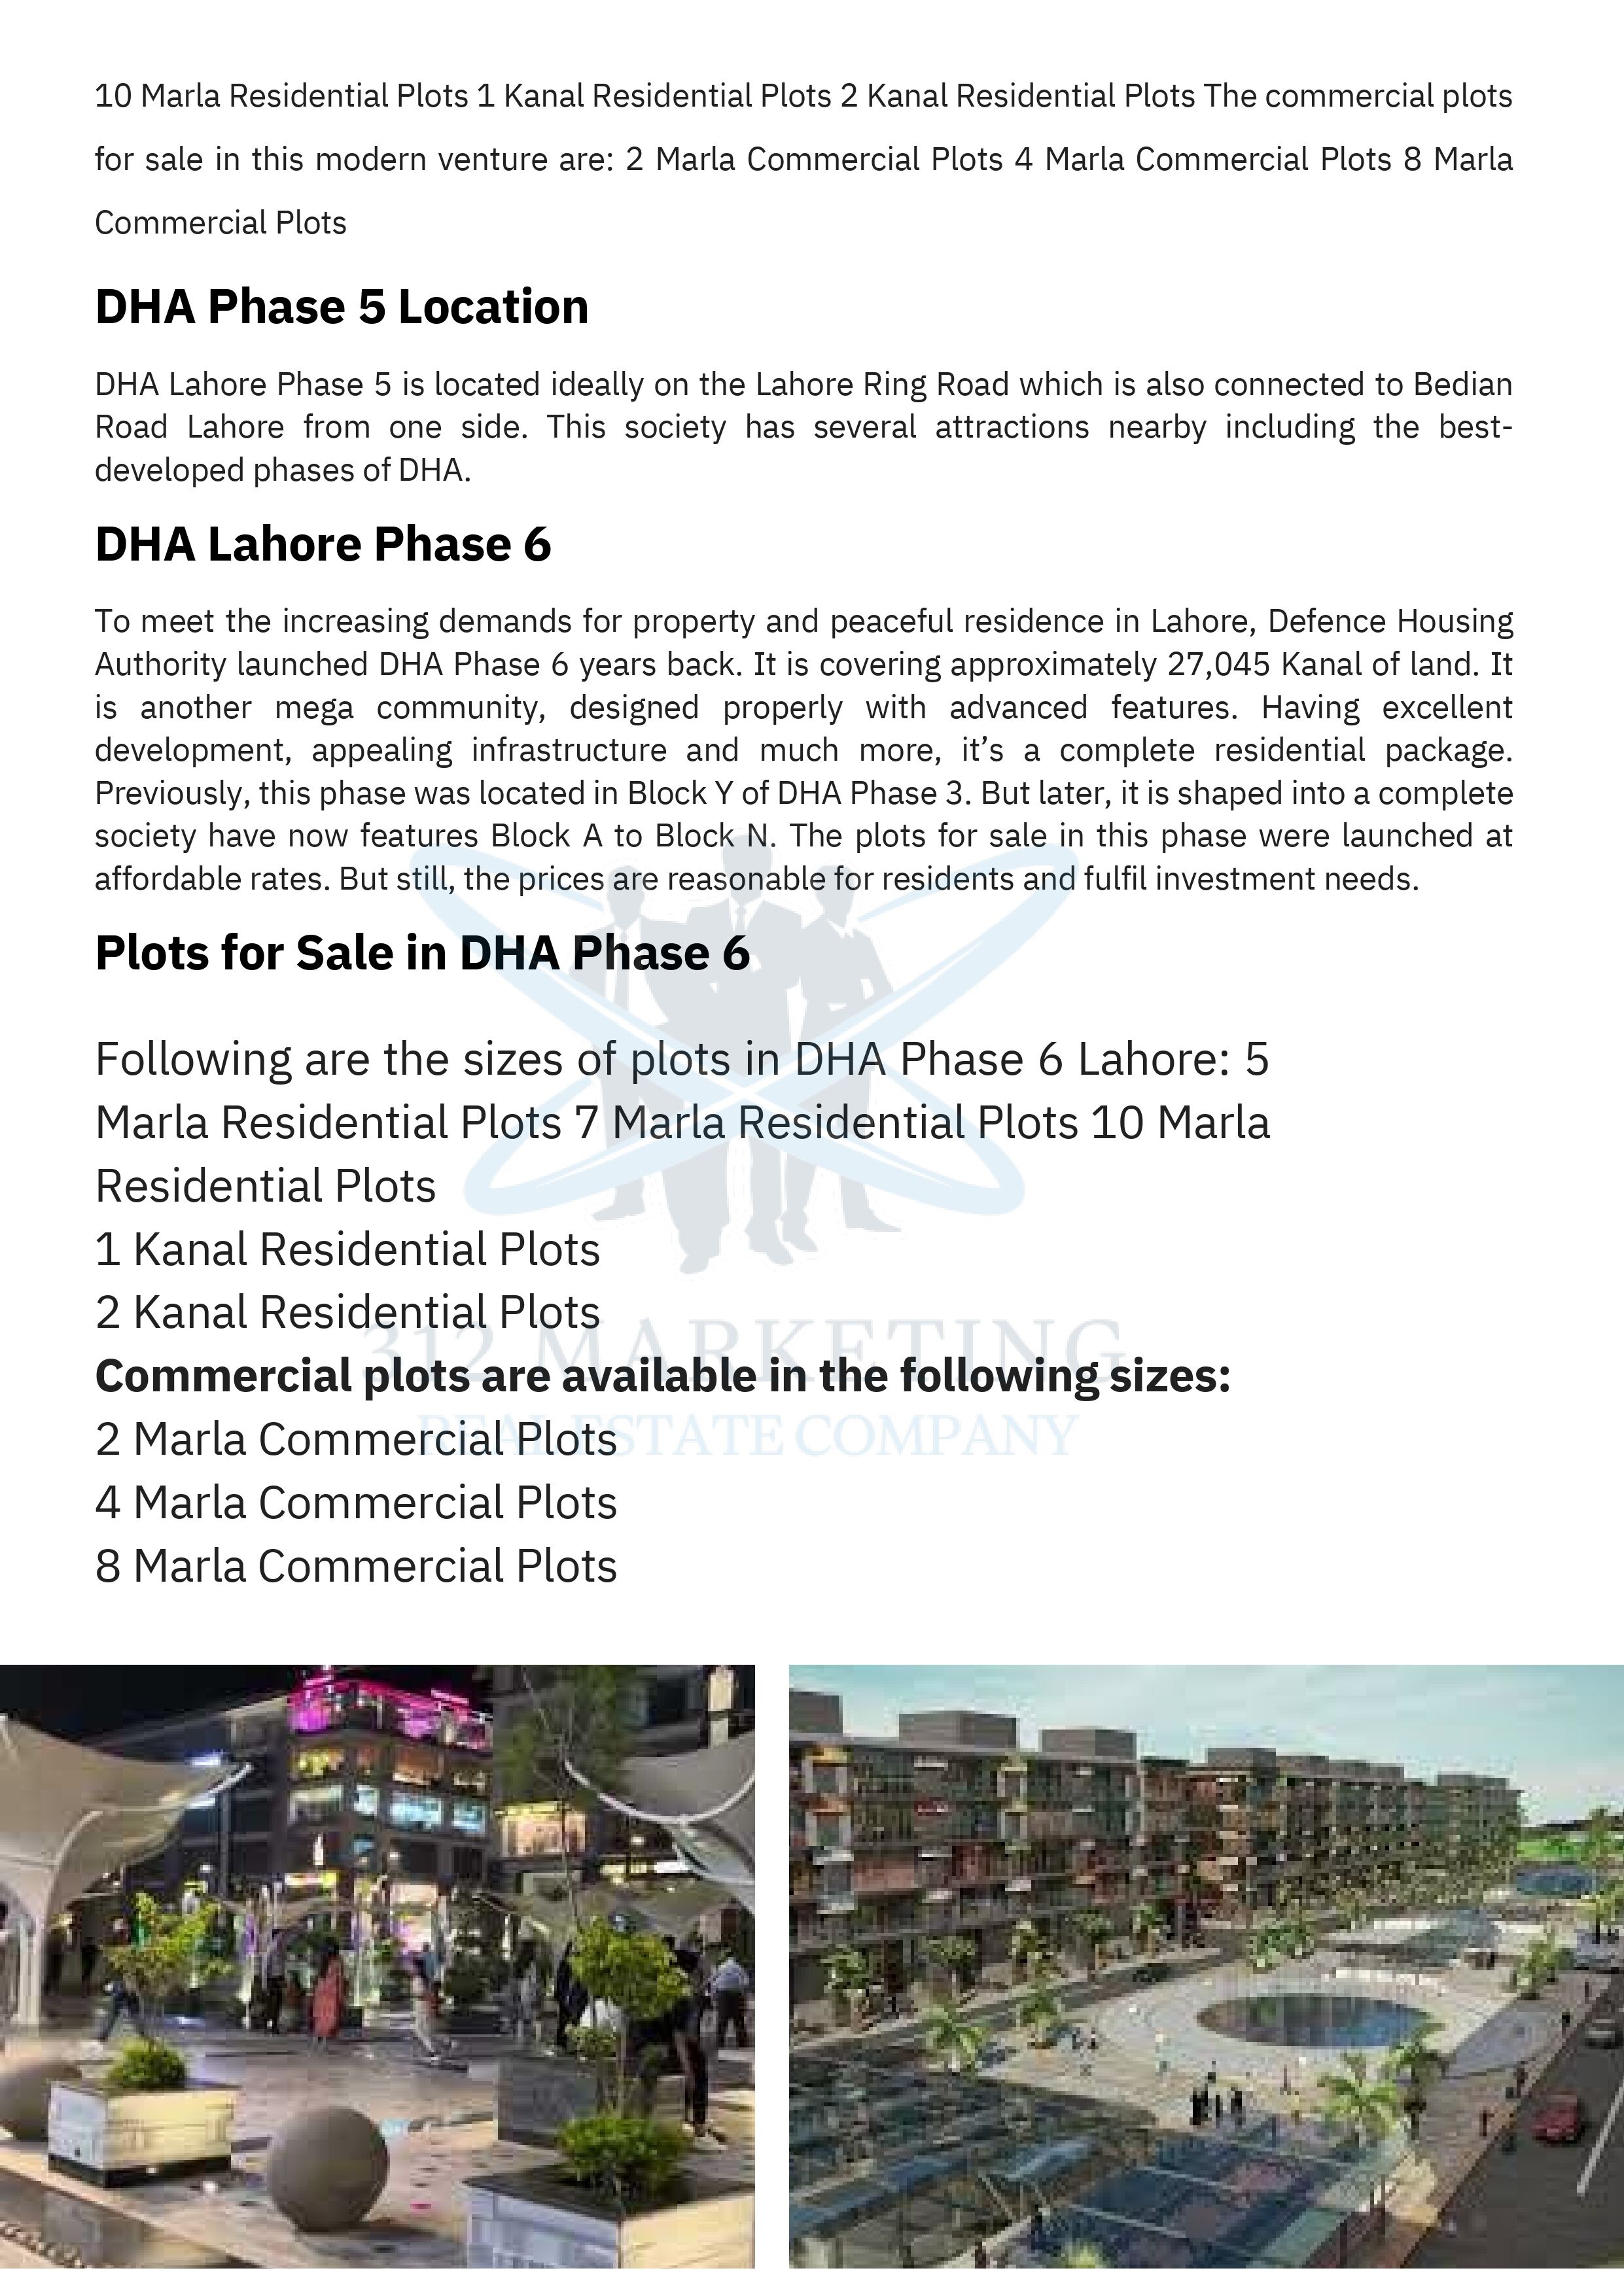 10 Marla Residential Plots 1 Kanal Residential Plots 2 Kanal Residential Plots The commercial plots
for sale in this modern venture are: 2 Marla Commercial Plots 4 Marla Commercial Plots 8 Marla
Commercial Plots
DHA Phase 5 Location
DHA Lahore Phase 5 is located ideally on the Lahore Ring Road which is also connected to Bedian
Road Lahore from one side. This society has several attractions nearby including the best-
developed phases of DHA.
DHA Lahore Phase 6
To meet the increasing demands for property and peaceful residence in Lahore, Defence Housing
Authority launched DHA Phase 6 years back. It is covering approximately 27,045 Kanal of land. It
is another mega community, designed properly with advanced features. Having excellent
development, appealing infrastructure and much more, it’s a complete residential package.
Previously, this phase was located in Block Y of DHA Phase 3. But later, it is shaped into a complete
society have now features Block A to Block N. The plots for sale in this phase were launched at
affordable rates. But still, the prices are reasonable for residents and fulfil investment needs.
Plots for Sale in DHA Phase 6
Following are the sizes of plots in DHA Phase 6 Lahore: 5
Marla Residential Plots 7 Marla Residential Plots 10 Marla
Residential Plots
1 Kanal Residential Plots
2 Kanal Residential Plots
312 MARKETING
Commercial plots are available in the following sizes:
REAL ESTATE COMPANY
2 Marla Commercial Plots
4 Marla Commercial Plots
8 Marla Commercial Plots